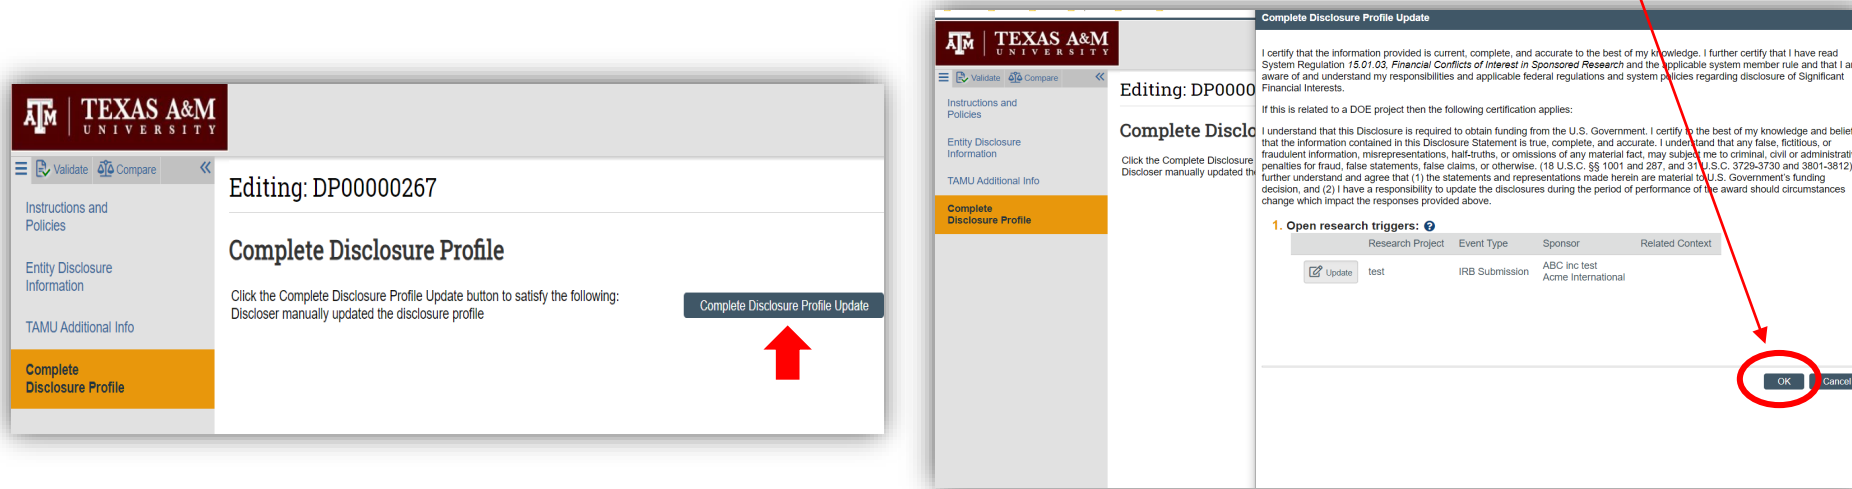 ĀM | TEXAS A&M
UNIVERSITY
Validate Compare «
Instructions and
Policies
Entity Disclosure
Information
TAMU Additional Info
Complete
Disclosure Profile
Editing: DP00000267
Complete Disclosure Profile
Click the Complete Disclosure Profile Update button to satisfy the following:
Discloser manually updated the disclosure profile
Complete Disclosure Profile Update
ĀM | TEXAS A&M
UNIVERSITY
Validate Compare «
Instructions and
Policies
Entity Disclosure
Information
TAMU Additional Info
Complete
Disclosure Profile
Editing: DP0000
Complete Disclo
Click the Complete Disclosure
Discloser manually updated th
Complete Disclosure Profile Update
I certify that the information provided is current, complete, and accurate to the best of my knowledge. I further certify that I have read
System Regulation 15.01.03, Financial Conflicts of Interest in Sponsored Research and the applicable system member rule and that I a
aware of and understand my responsibilities and applicable federal regulations and system policies regarding disclosure of Significant
Financial Interests.
If this is related to a DOE project then the following certification applies:
I understand that this Disclosure is required to obtain funding from the U.S. Government. I certify to the best of my knowledge and belief
that the information contained in this Disclosure Statement is true, complete, and accurate. I understand that any false, fictitious, or
fraudulent information, misrepresentations, half-truths, or omissions of any material fact, may subject me to criminal, civil or administrati
penalties for fraud, false statements, false claims, or otherwise. (18 U.S.C. §§ 1001 and 287, and 31 U.S.C. 3729-3730 and 3801-3812)
further understand and agree that (1) the statements and representations made herein are material to U.S. Government's funding
decision, and (2) I have a responsibility to update the disclosures during the period of performance of the award should circumstances
change which impact the responses provided above.
1. Open research triggers: ?
Research Project Event Type Sponsor Related Context
Update test IRB Submission ABC inc test
Acme International
OK Cancel